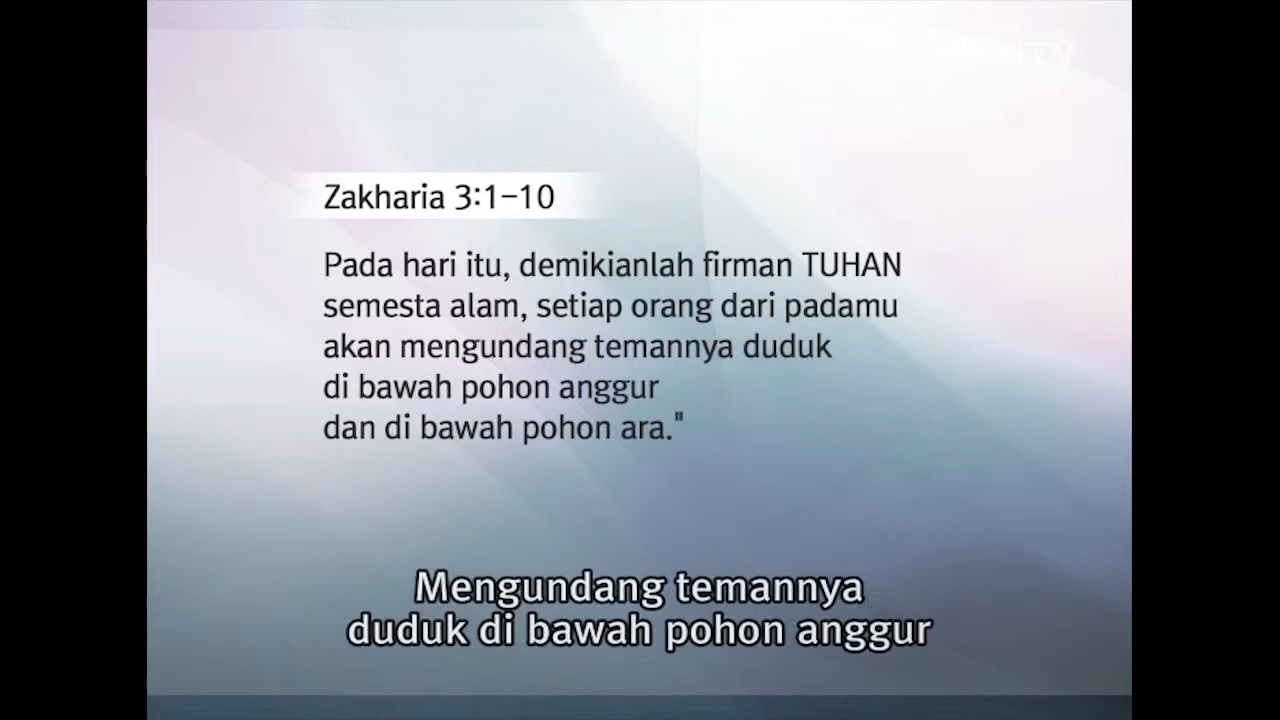 Zakharia 3:1-10
Pada hari itu, demikianlah firman TUHAN
semesta alam, setiap orang dari padamu
akan mengundang temannya duduk
di bawah pohon anggur
dan di bawah pohon ara."
Mengundang temannya
duduk di bawah pohon anggur